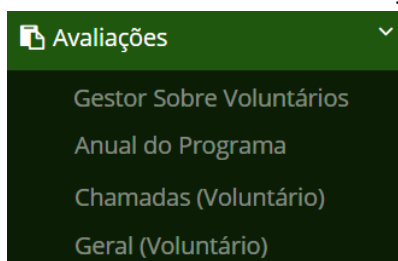 Avaliações
Gestor Sobre Voluntários
Anual do Programa
Chamadas (Voluntário)
Geral (Voluntário)